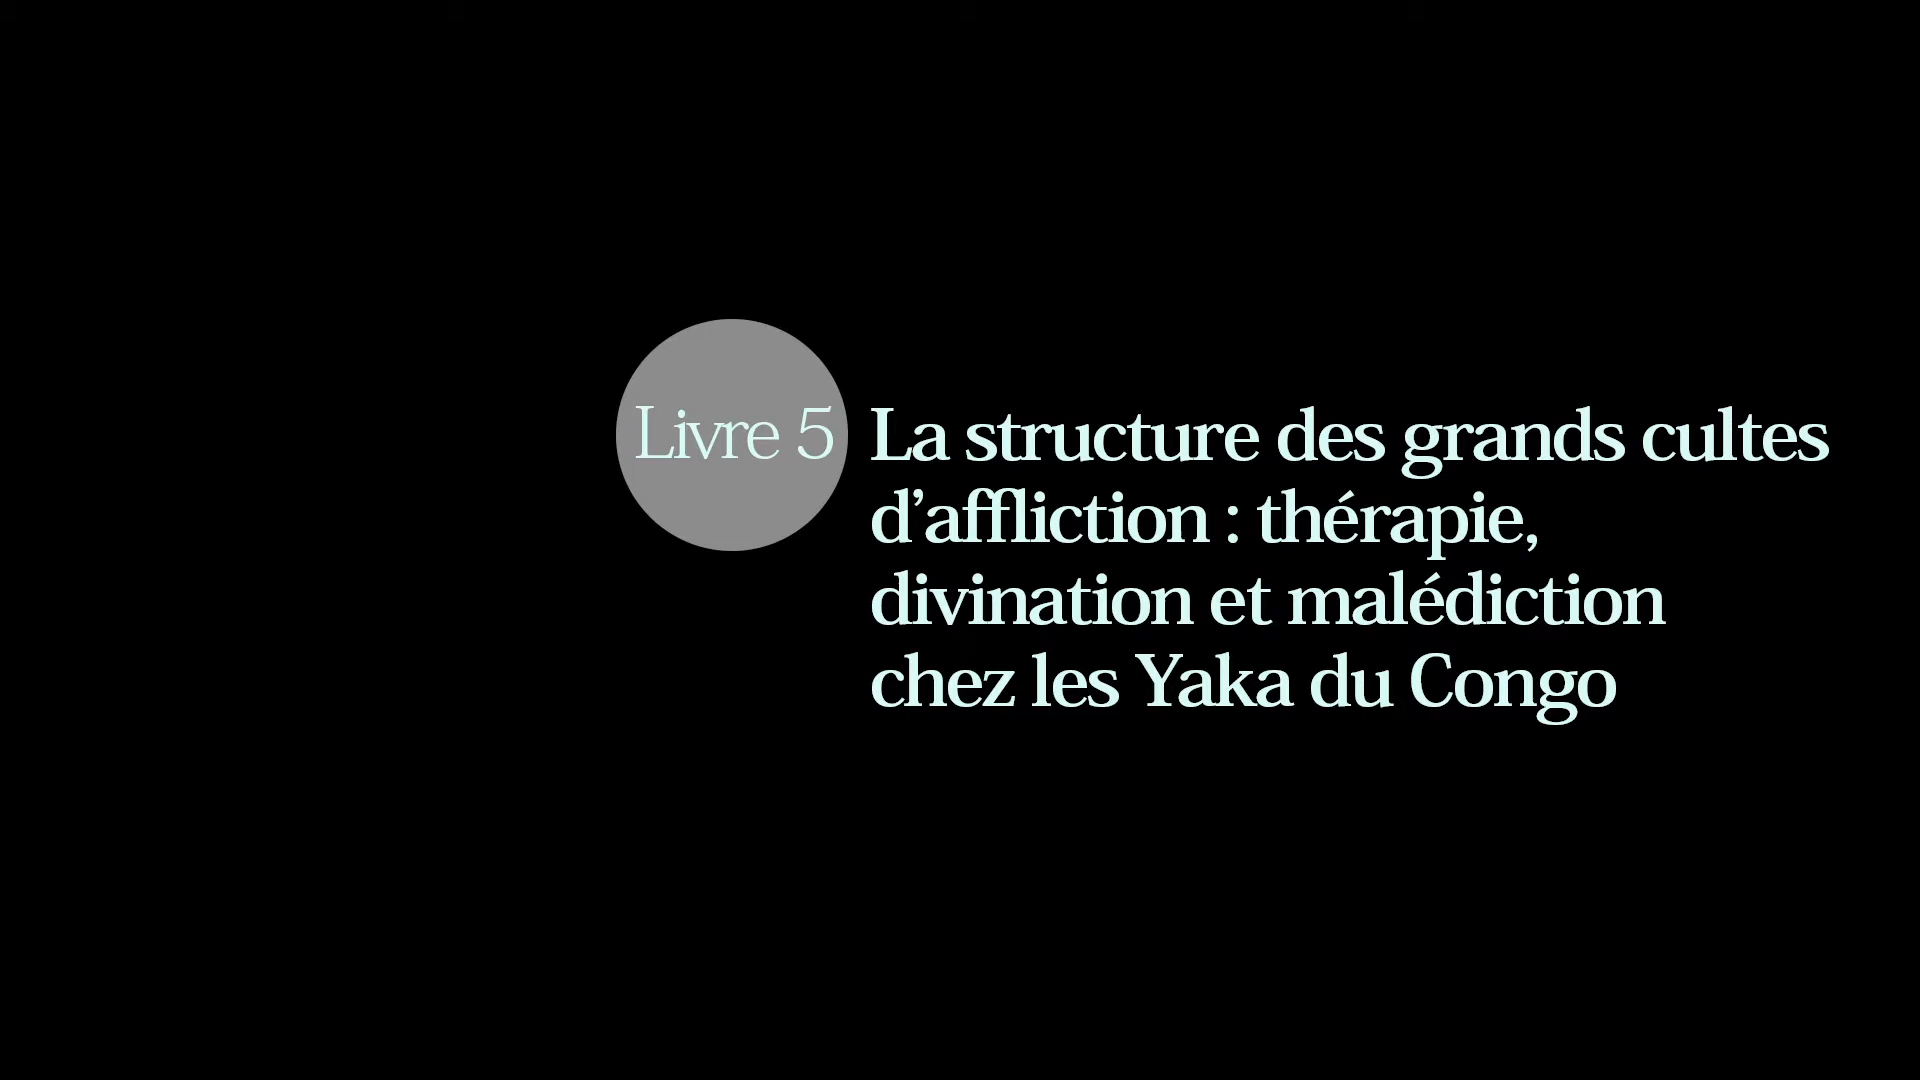 Livre 5
La structure des grands cultes
d’affliction : thérapie,
divination et malédiction
chez les Yaka du Congo